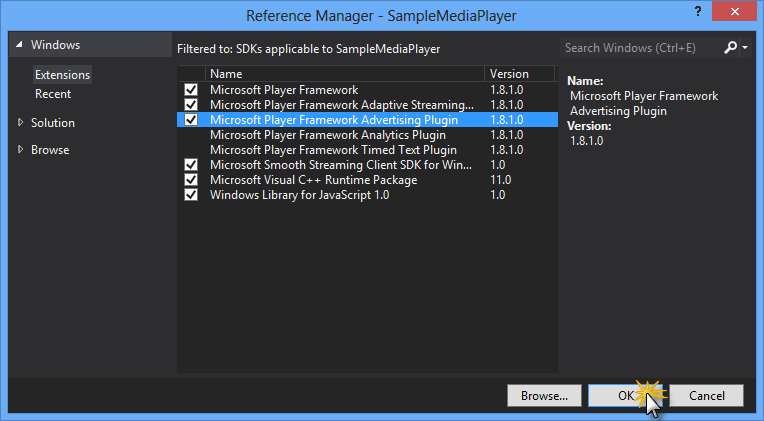 Reference Manager - SampleMediaPlayer
?
Windows
Extensions
Recent
Solution
Browse
Filtered to: SDKs applicable to SampleMediaPlayer
Search Windows (Ctrl+E)
Name Version
Microsoft Player Framework 1.8.1.0
Microsoft Player Framework Adaptive Streaming... 1.8.1.0
Microsoft Player Framework Advertising Plugin 1.8.1.0
Microsoft Player Framework Analytics Plugin 1.8.1.0
Microsoft Player Framework Timed Text Plugin 1.8.1.0
Microsoft Smooth Streaming Client SDK for Win... 1.0
Microsoft Visual C++ Runtime Package 11.0
Windows Library for JavaScript 1.0 1.0
Name:
Microsoft Player Framework
Advertising Plugin
Version:
1.8.1.0
Browse... OK Cancel